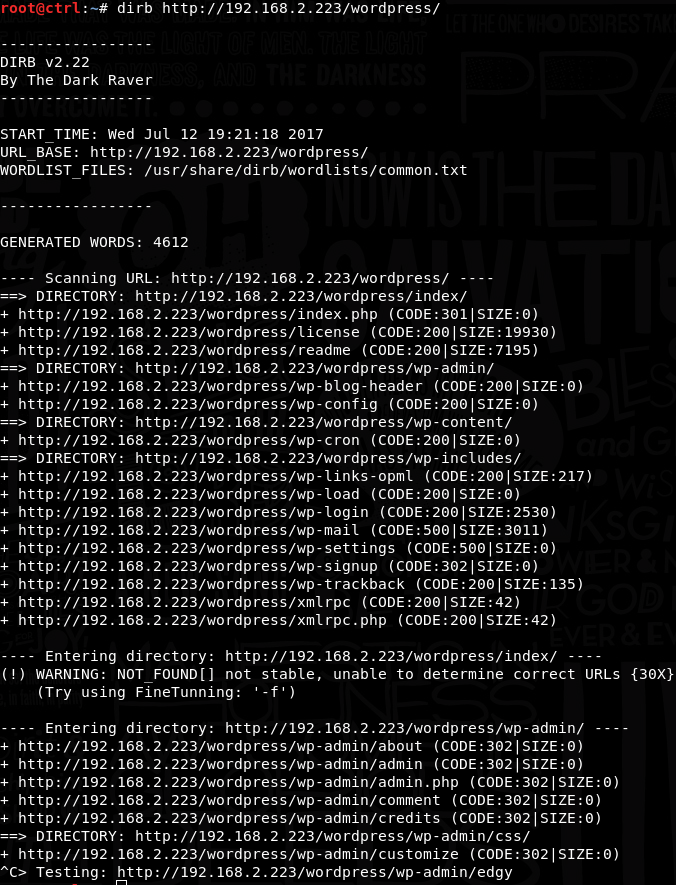 root@ctrl:~# dirb http://192.168.2.223/wordpress/
-----------------
DIRB v2.22
By The Dark Raver
-----------------
START_TIME: Wed Jul 12 19:21:18 2017
URL_BASE: http://192.168.2.223/wordpress/
WORDLIST_FILES: /usr/share/dirb/wordlists/common.txt
-----------------
GENERATED WORDS: 4612
---- Scanning URL: http://192.168.2.223/wordpress/ ----
==> DIRECTORY: http://192.168.2.223/wordpress/index/
+ http://192.168.2.223/wordpress/index.php (CODE:301|SIZE:0)
+ http://192.168.2.223/wordpress/license (CODE:200|SIZE:19930)
+ http://192.168.2.223/wordpress/readme (CODE:200|SIZE:7195)
==> DIRECTORY: http://192.168.2.223/wordpress/wp-admin/
+ http://192.168.2.223/wordpress/wp-blog-header (CODE:200|SIZE:0)
+ http://192.168.2.223/wordpress/wp-config (CODE:200|SIZE:0)
==> DIRECTORY: http://192.168.2.223/wordpress/wp-content/
+ http://192.168.2.223/wordpress/wp-cron (CODE:200|SIZE:0)
==> DIRECTORY: http://192.168.2.223/wordpress/wp-includes/
+ http://192.168.2.223/wordpress/wp-links-opml (CODE:200|SIZE:217)
+ http://192.168.2.223/wordpress/wp-load (CODE:200|SIZE:0)
+ http://192.168.2.223/wordpress/wp-login (CODE:200|SIZE:2530)
+ http://192.168.2.223/wordpress/wp-mail (CODE:500|SIZE:3011)
+ http://192.168.2.223/wordpress/wp-settings (CODE:500|SIZE:0)
+ http://192.168.2.223/wordpress/wp-signup (CODE:302|SIZE:0)
+ http://192.168.2.223/wordpress/wp-trackback (CODE:200|SIZE:135)
+ http://192.168.2.223/wordpress/xmlrpc (CODE:200|SIZE:42)
+ http://192.168.2.223/wordpress/xmlrpc.php (CODE:200|SIZE:42)
---- Entering directory: http://192.168.2.223/wordpress/index/ ----
(!) WARNING: NOT_FOUND[] not stable, unable to determine correct URLs {30X}
(Try using FineTunning: '-f')
---- Entering directory: http://192.168.2.223/wordpress/wp-admin/ ----
+ http://192.168.2.223/wordpress/wp-admin/about (CODE:302|SIZE:0)
+ http://192.168.2.223/wordpress/wp-admin/admin (CODE:302|SIZE:0)
+ http://192.168.2.223/wordpress/wp-admin/admin.php (CODE:302|SIZE:0)
+ http://192.168.2.223/wordpress/wp-admin/comment (CODE:302|SIZE:0)
+ http://192.168.2.223/wordpress/wp-admin/credits (CODE:302|SIZE:0)
==> DIRECTORY: http://192.168.2.223/wordpress/wp-admin/css/
+ http://192.168.2.223/wordpress/wp-admin/customize (CODE:302|SIZE:0)
^C> Testing: http://192.168.2.223/wordpress/wp-admin/edgy